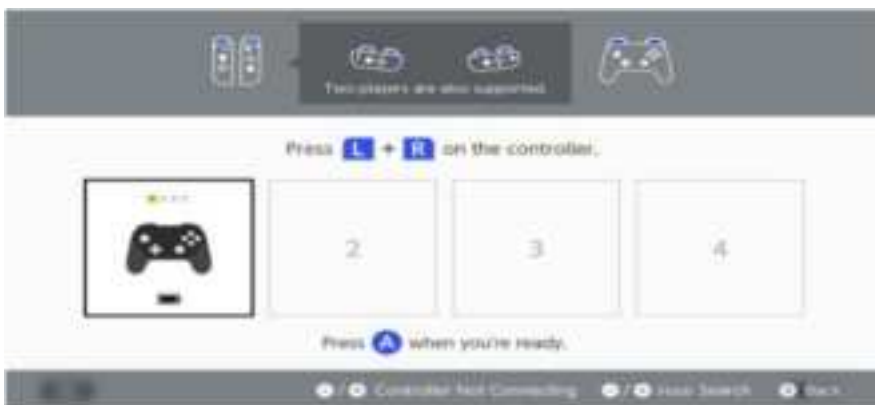 Two players are also supported.
Press L + R on the controller.
2
3
4
Press A when you're ready.
/ Controller Not Connecting
Back